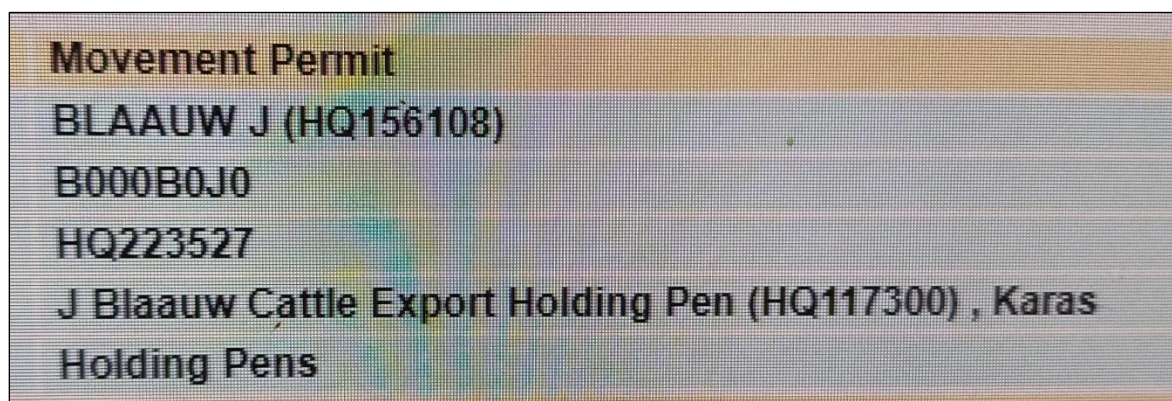 Movement Permit
BLAAUW J (HQ156108)
B000B0J0
HQ223527
J Blaauw Cattle Export Holding Pen (HQ117300) , Karas
Holding Pens